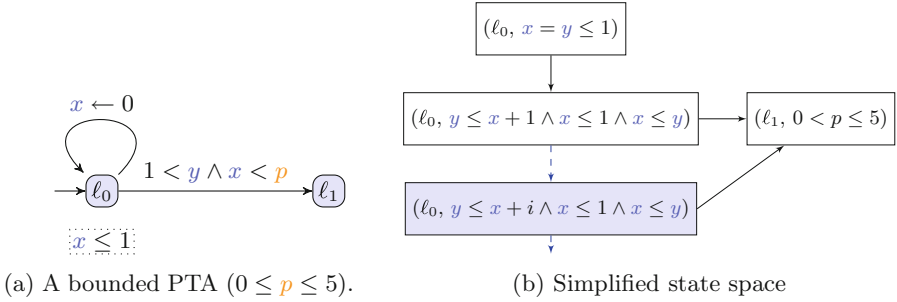 x ← 0
ℓ₀
1 < y ∧ x < p
ℓ₁
x ≤ 1
(a) A bounded PTA (0 ≤ p ≤ 5).
(ℓ₀, x = y ≤ 1)
(ℓ₀, y ≤ x + 1 ∧ x ≤ 1 ∧ x ≤ y)
(ℓ₁, 0 < p ≤ 5)
(ℓ₀, y ≤ x + i ∧ x ≤ 1 ∧ x ≤ y)
(b) Simplified state space